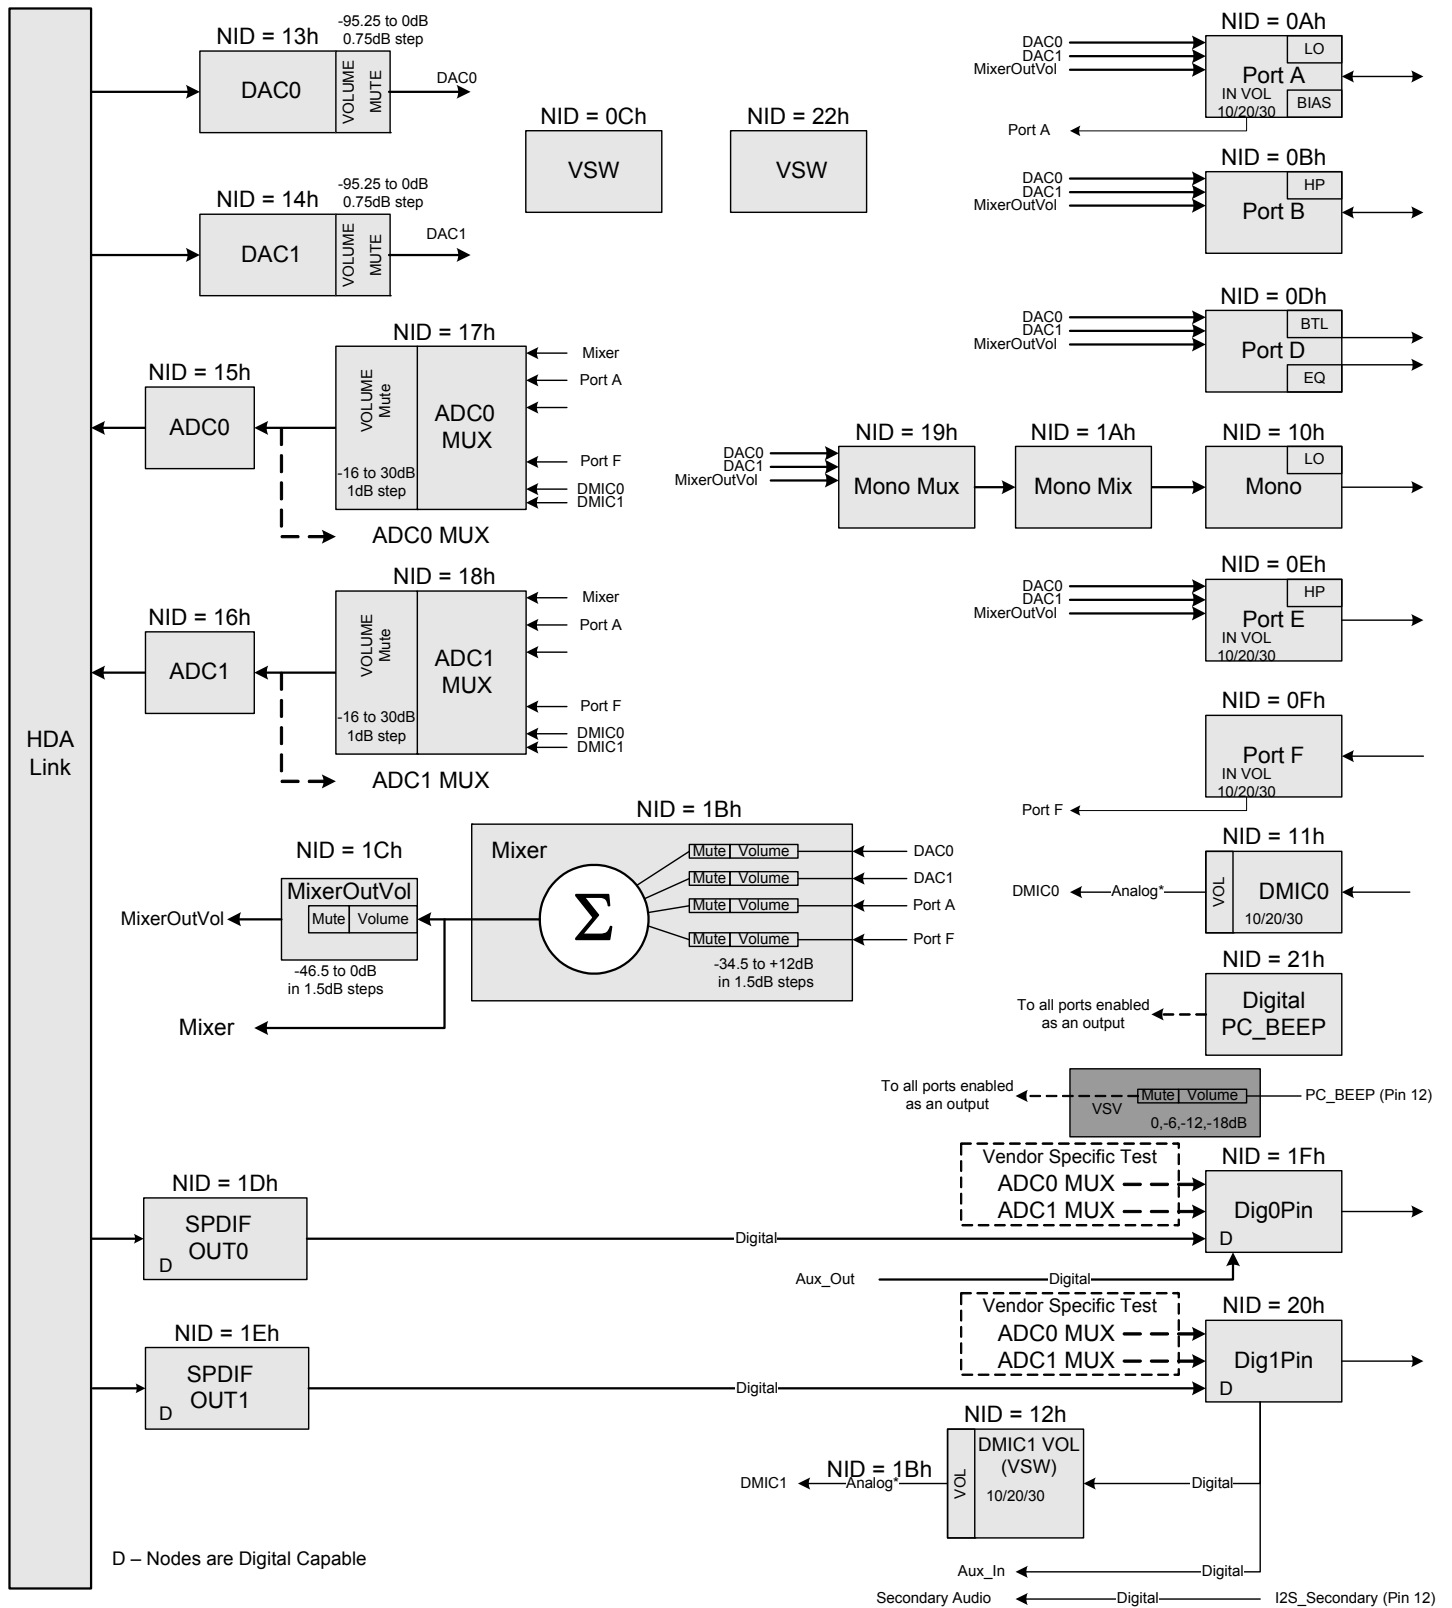 HDA
Link
NID = 13h
-95.25 to 0dB
0.75dB step
DAC0
VOLUME
MUTE
DAC0
NID = 14h
-95.25 to 0dB
0.75dB step
DAC1
VOLUME
MUTE
DAC1
NID = 0Ch
VSW
NID = 22h
VSW
NID = 15h
ADC0
NID = 17h
VOLUME
Mute
-16 to 30dB
1dB step
ADC0
MUX
Mixer
Port A
Port F
DMIC0
DMIC1
ADC0 MUX
NID = 16h
ADC1
NID = 18h
VOLUME
Mute
-16 to 30dB
1dB step
ADC1
MUX
Mixer
Port A
Port F
DMIC0
DMIC1
ADC1 MUX
NID = 0Ah
DAC0
DAC1
MixerOutVol
LO
Port A
IN VOL
10/20/30
BIAS
Port A
NID = 0Bh
DAC0
DAC1
MixerOutVol
HP
Port B
NID = 0Dh
DAC0
DAC1
MixerOutVol
BTL
Port D
EQ
DAC0
DAC1
MixerOutVol
NID = 19h
Mono Mux
NID = 1Ah
Mono Mix
NID = 10h
LO
Mono
NID = 0Eh
DAC0
DAC1
MixerOutVol
HP
Port E
IN VOL
10/20/30
NID = 0Fh
Port F
IN VOL
10/20/30
Port F
NID = 1Bh
Mixer
Σ
Mute Volume
Mute Volume
Mute Volume
Mute Volume
-34.5 to +12dB
in 1.5dB steps
DAC0
DAC1
Port A
Port F
NID = 1Ch
MixerOutVol
Mute Volume
MixerOutVol
-46.5 to 0dB
in 1.5dB steps
Mixer
NID = 11h
DMIC0
Analog*
VOL
DMIC0
10/20/30
NID = 21h
To all ports enabled
as an output
Digital
PC_BEEP
To all ports enabled
as an output
VSV
Mute Volume
0,-6,-12,-18dB
PC_BEEP (Pin 12)
NID = 1Dh
SPDIF
OUT0
D
Digital
Vendor Specific Test
ADC0 MUX
ADC1 MUX
NID = 1Fh
Dig0Pin
D
Aux_Out
Digital
NID = 1Eh
SPDIF
OUT1
D
Digital
Vendor Specific Test
ADC0 MUX
ADC1 MUX
NID = 20h
Dig1Pin
D
NID = 12h
DMIC1 VOL
(VSW)
VOL
10/20/30
NID = 1Bh
DMIC1
Analog*
Digital
Aux_In
Digital
Secondary Audio
Digital
I2S_Secondary (Pin 12)
D – Nodes are Digital Capable